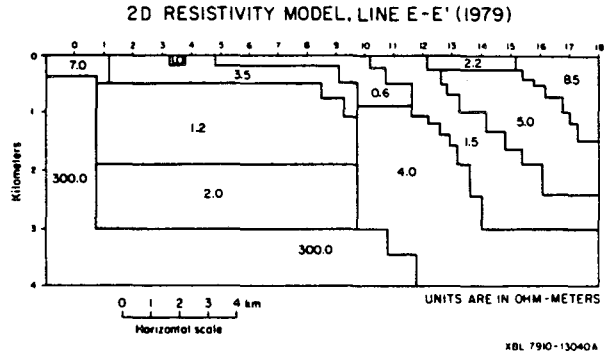 2D RESISTIVITY MODEL, LINE E-E' (1979)
0 1 2 3 4 5 6 7 8 9 10 11 12 13 14 15 16 17 18
0
1
2
3
4
Kilometers
7.0
3.5
1.2
2.0
300.0
300.0
0.6
4.0
2.2
8.5
5.0
1.5
0 1 2 3 4 km
Horizontal scale
UNITS ARE IN OHM-METERS
XBL 7910-13040A